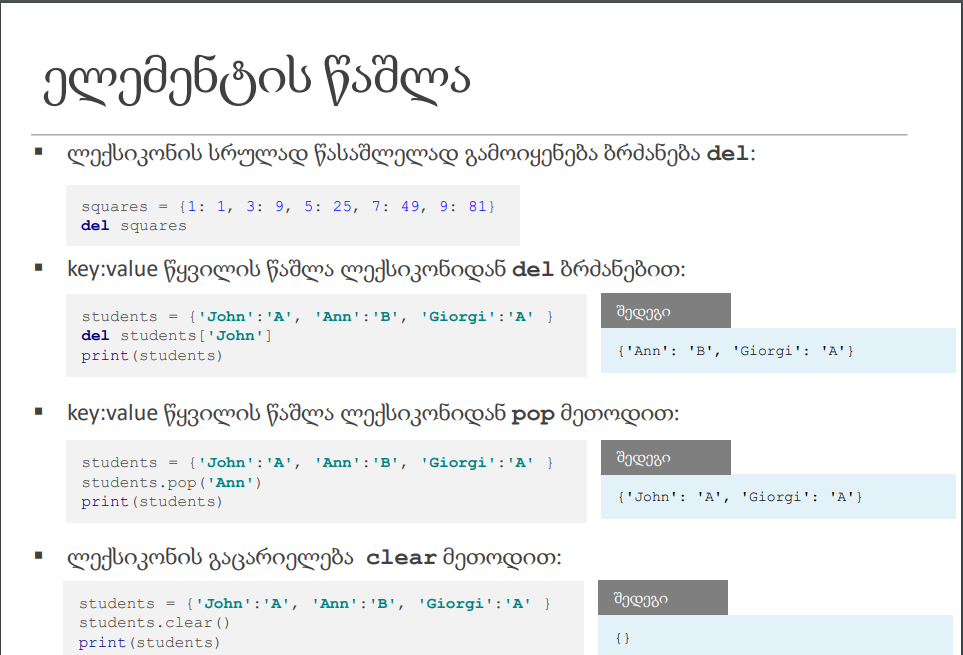 ელემენტის წაშლა
▪ ლექსიკონის სრულად წასაშლელად გამოიყენება ბრძანება del:
squares = {1: 1, 3: 9, 5: 25, 7: 49, 9: 81}
del squares
▪ key:value წყვილის წაშლა ლექსიკონიდან del ბრძანებით:
students = {'John':'A', 'Ann':'B', 'Giorgi':'A' }
del students['John']
print(students)
შედეგი
{'Ann': 'B', 'Giorgi': 'A'}
▪ key:value წყვილის წაშლა ლექსიკონიდან pop მეთოდით:
students = {'John':'A', 'Ann':'B', 'Giorgi':'A' }
students.pop('Ann')
print(students)
შედეგი
{'John': 'A', 'Giorgi': 'A'}
▪ ლექსიკონის გაცარიელება clear მეთოდით:
students = {'John':'A', 'Ann':'B', 'Giorgi':'A' }
students.clear()
print(students)
შედეგი
{}